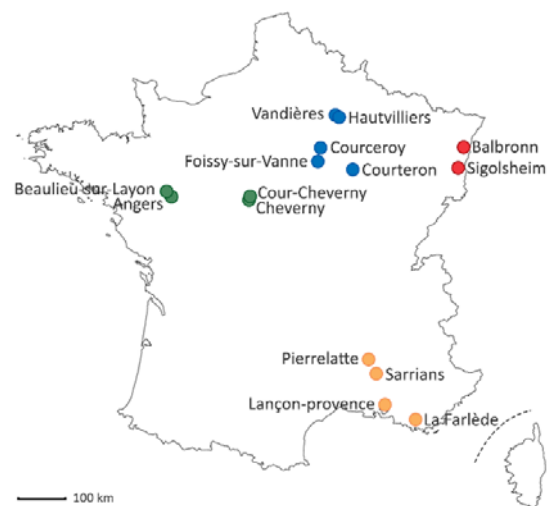 Vandières
Hautvilliers
Courceroy
Balbronn
Foissy-sur-Vanne
Courteron
Sigolsheim
Beaulieu-sur-Layon
Cour-Cheverny
Angers
Cheverny
Pierrelatte
Sarrians
Lançon-provence
La Farlède
100 km